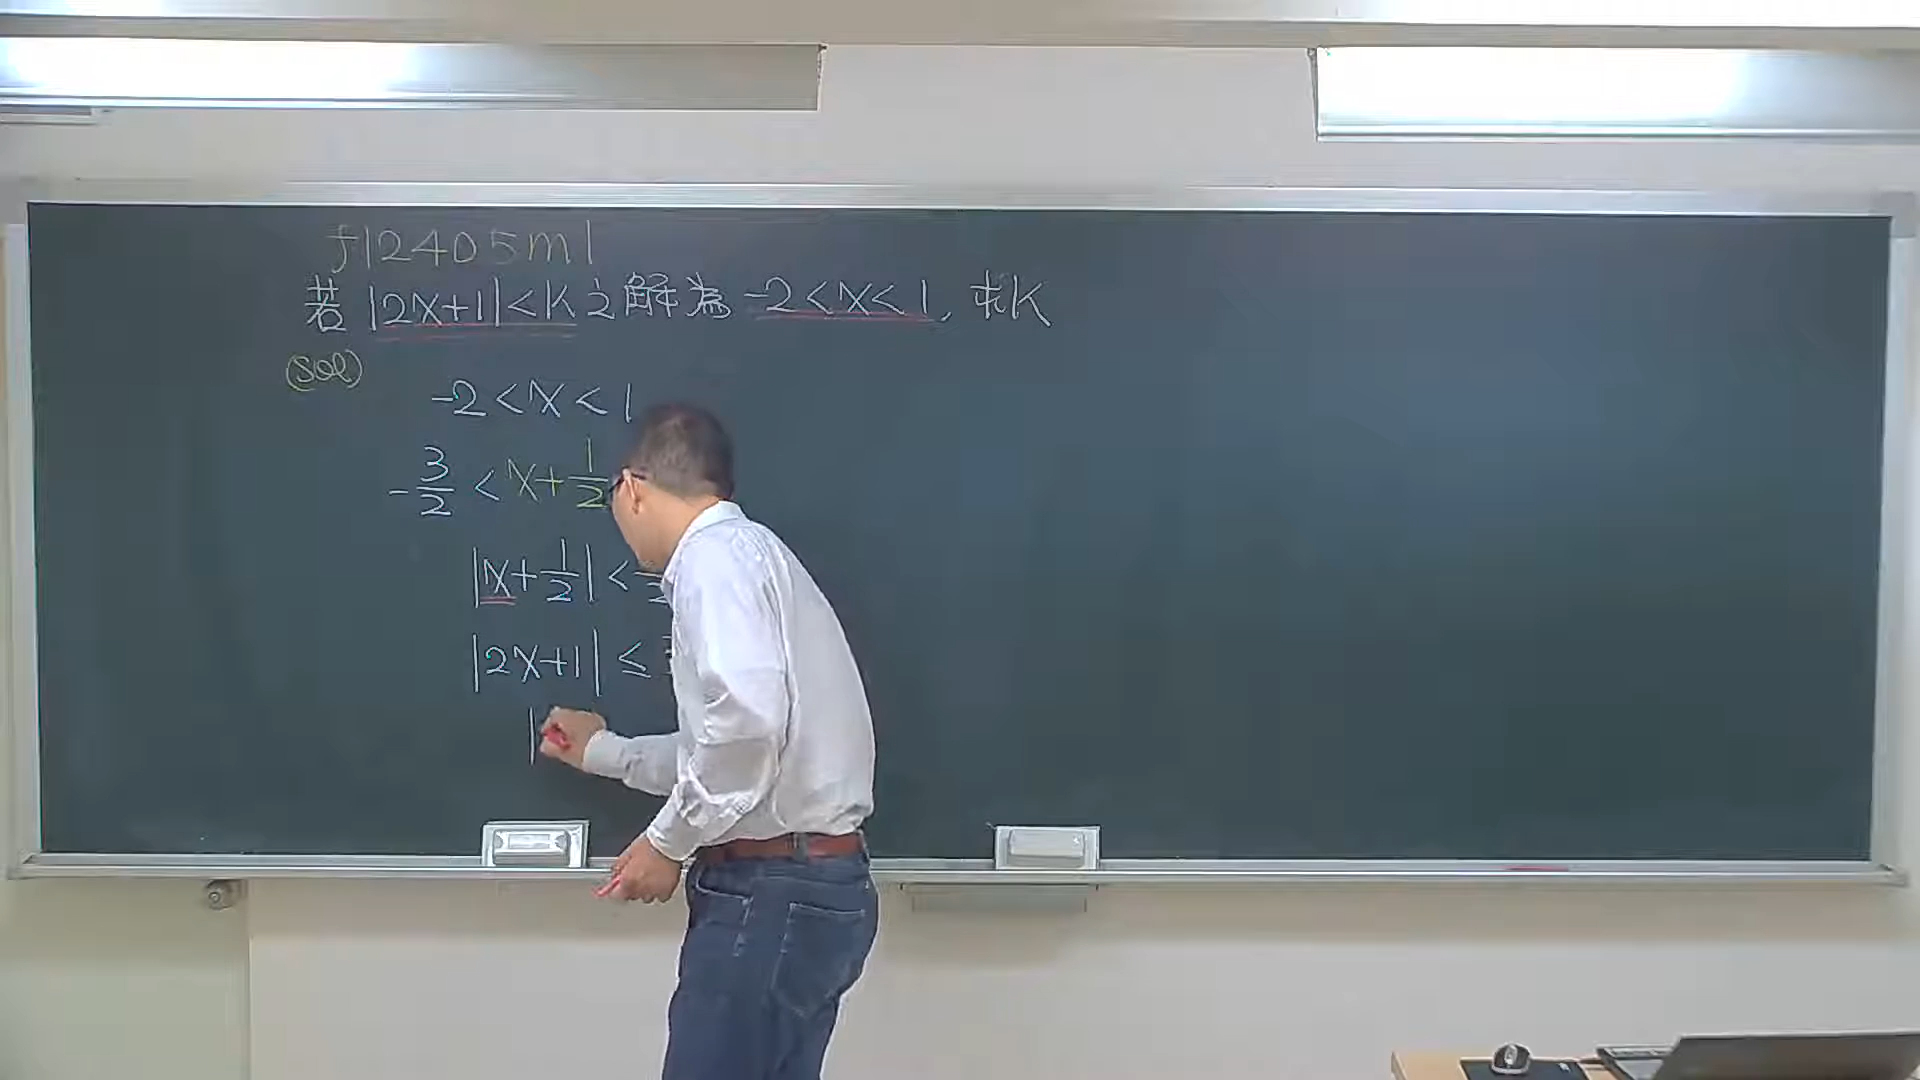 f12405m1
若 |2x+1|<k 之解為 -2<x<1, 求k
(sol)
-2<x<1
-3/2 < x+1/2
|x+1/2| <
|2x+1| ≤
|